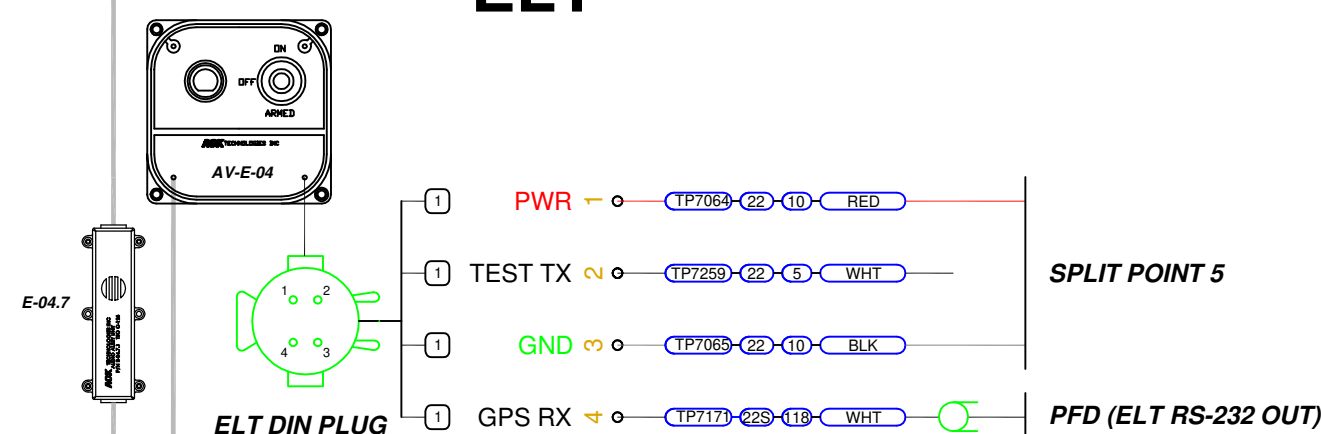 ELT
ON
OFF
ARMED
TECHNOLOGIES INC
AV-E-04
1 PWR 1 TP7064 22 10 RED
1 TEST TX 2 TP7259 22 5 WHT
SPLIT POINT 5
E-04.7
1 2
4 3
1 GND 3 TP7065 22 10 BLK
1 GPS RX 4 TP7171 22S 118 WHT
PFD (ELT RS-232 OUT)
ELT DIN PLUG